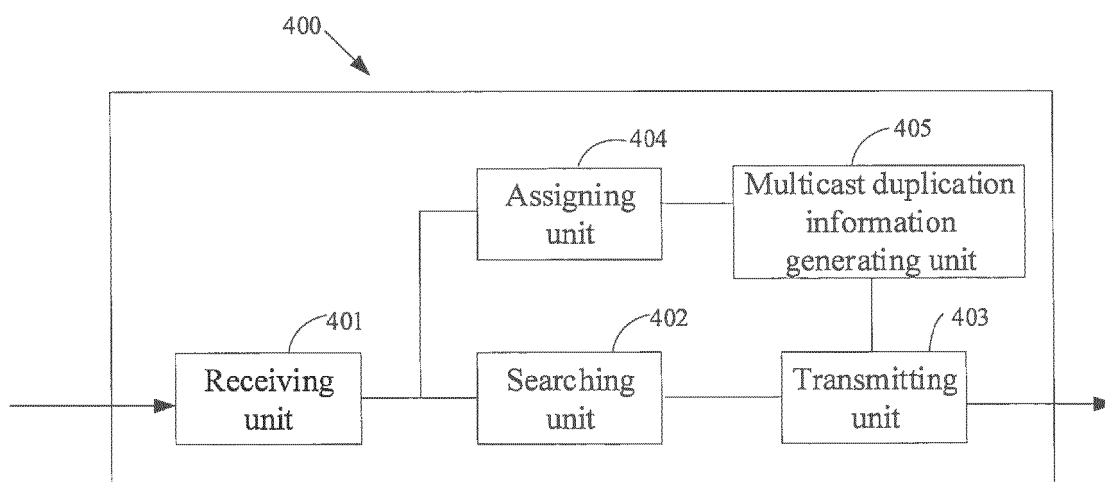 400
404
405
Assigning
unit
Multicast duplication
information
generating unit
401
402
403
Receiving
unit
Searching
unit
Transmitting
unit